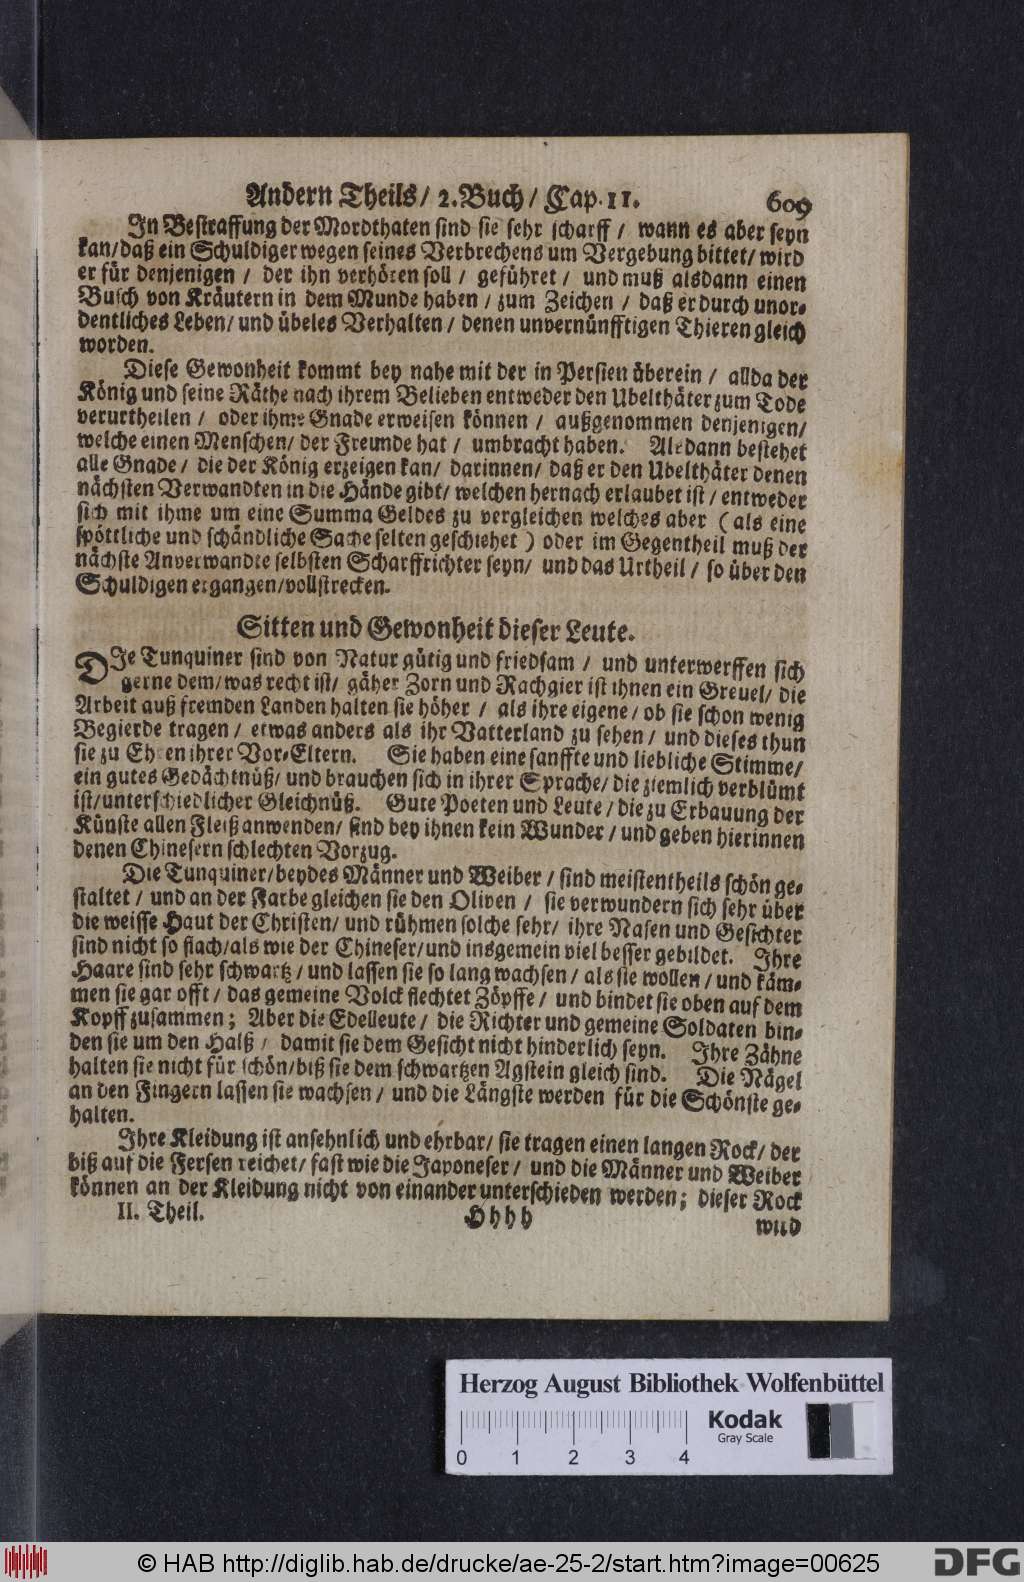 Andern Theils/ 2. Buch/ Cap. 11. 609
In Bestraffung der Mordthaten sind sie sehr scharff / wann es aber seyn
kan/ daß ein Schuldiger wegen seines Verbrechens um Vergebung bittet/ wird
er für denjenigen / der ihn verhören soll / geführet / und muß alsdann einen
Busch von Kräutern in dem Munde haben / zum Zeichen / daß er durch unor-
dentliches Leben/ und übeles Verhalten / denen unvernünfftigen Thieren gleich
worden.
Diese Gewonheit kommt bey nahe mit der in Persien überein / allda der
König und seine Räthe nach ihrem Belieben entweder den Ubelthäter zum Tode
verurtheilen / oder ihme Gnade erweisen können / außgenommen denjenigen/
welche einen Menschen/ der Freunde hat / umbracht haben. Alsdann bestehet
alle Gnade / die der König erzeigen kan/ darinnen/ daß er den Ubelthäter denen
nächsten Verwandten in die Hände gibt/ welchen hernach erlaubet ist / entweder
sich mit ihme um eine Summa Geldes zu vergleichen welches aber ( als eine
spöttliche und schändliche Sache selten geschiehet ) oder im Gegentheil muß der
nächste Anverwandte selbsten Scharffrichter seyn/ und das Urtheil / so über den
Schuldigen ergangen/ vollstrecken.
Sitten und Gewonheit dieser Leute.
DIe Tunquiner sind von Natur gütig und friedsam / und unterwerffen sich
gerne dem/ was recht ist/ gäher Zorn und Rachgier ist ihnen ein Greuel/ die
Arbeit auß fremden Landen halten sie höher / als ihre eigene / ob sie schon wenig
Begierde tragen / etwas anders als ihr Vatterland zu sehen / und dieses thun
sie zu Ehren ihrer Vor-Eltern. Sie haben eine sanffte und liebliche Stimme/
ein gutes Gedächtnüß/ und brauchen sich in ihrer Sprache/ die ziemlich verblümt
ist/ unterschiedlicher Gleichnüß. Gute Poeten und Leute / die zu Erbauung der
Künste allen Fleiß anwenden/ sind bey ihnen kein Wunder / und geben hierinnen
denen Chinesern schlechten Vorzug.
Die Tunquiner/ beydes Männer und Weiber / sind meistentheils schön ge-
staltet / und an der Farbe gleichen sie den Oliven / sie verwundern sich sehr über
die weisse Haut der Christen/ und rühmen solche sehr/ ihre Nasen und Gesichter
sind nicht so flach/ als wie der Chineser/ und insgemein viel besser gebildet. Ihre
Haare sind sehr schwartz / und lassen sie so lang wachsen / als sie wollen / und käm-
men sie gar offt / das gemeine Volck flechtet Zöpffe / und bindet sie oben auf dem
Kopff zusammen; Aber die Edelleute / die Richter und gemeine Soldaten bin-
den sie um den Halß / damit sie dem Gesicht nicht hinderlich seyn. Ihre Zähne
halten sie nicht für schön/ biß sie dem schwartzen Agstein gleich sind. Die Nägel
an den Fingern lassen sie wachsen / und die Längste werden für die Schönste ge-
halten.
Ihre Kleidung ist ansehnlich und ehrbar/ sie tragen einen langen Rock/ der
biß auf die Fersen reichet/ fast wie die Japoneser / und die Männer und Weiber
können an der Kleidung nicht von einander unterschieden werden; dieser Rock
II. Theil. Hhhh wird
Herzog August Bibliothek Wolfenbüttel
Kodak
Gray Scale
0 1 2 3 4
© HAB http://diglib.hab.de/drucke/ae-25-2/start.htm?image=00625
DFG